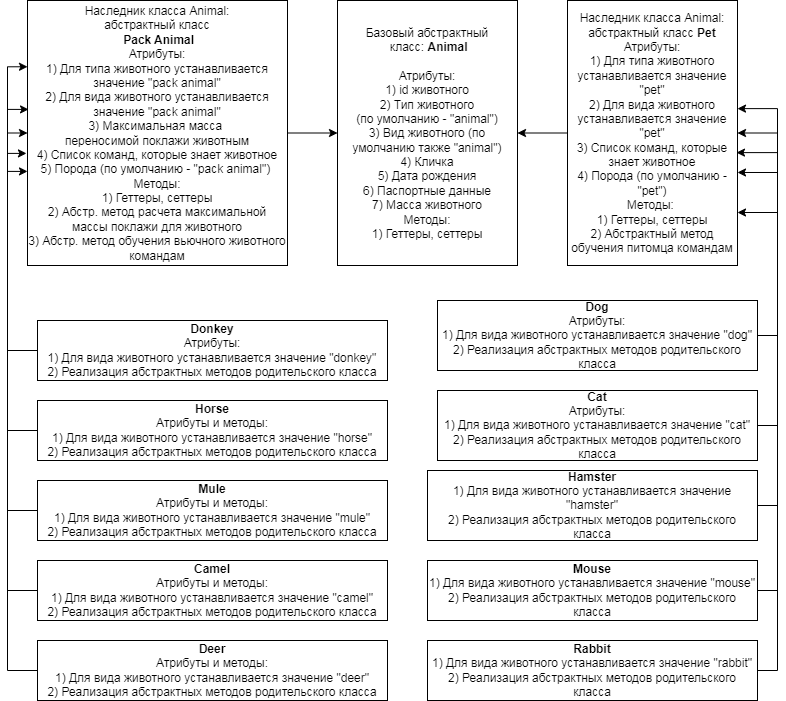 Наследник класса Animal:
абстрактный класс
Pack Animal
Атрибуты:
1) Для типа животного устанавливается
значение "pack animal"
2) Для вида животного устанавливается
значение "pack animal"
3) Максимальная масса
переносимой поклажи животным
4) Список команд, которые знает животное
5) Порода (по умолчанию - "pack animal")
Методы:
1) Геттеры, сеттеры
2) Абстр. метод расчета максимальной
массы поклажи для животного
3) Абстр. метод обучения вьючного животного
командам
Базовый абстрактный
класс: Animal
Атрибуты:
1) id животного
2) Тип животного
(по умолчанию - "animal")
3) Вид животного (по
умолчанию также "animal")
4) Кличка
5) Дата рождения
6) Паспортные данные
7) Масса животного
Методы:
1) Геттеры, сеттеры
Наследник класса Animal:
абстрактный класс Pet
Атрибуты:
1) Для типа животного
устанавливается значение
"pet"
2) Для вида животного
устанавливается значение
"pet"
3) Список команд, которые
знает животное
4) Порода (по умолчанию -
"pet")
Методы:
1) Геттеры, сеттеры
2) Абстрактный метод
обучения питомца командам
Donkey
Атрибуты:
1) Для вида животного устанавливается значение "donkey"
2) Реализация абстрактных методов родительского класса
Horse
Атрибуты и методы:
1) Для вида животного устанавливается значение "horse"
2) Реализация абстрактных методов родительского класса
Mule
Атрибуты и методы:
1) Для вида животного устанавливается значение "mule"
2) Реализация абстрактных методов родительского класса
Camel
Атрибуты и методы:
1) Для вида животного устанавливается значение "camel"
2) Реализация абстрактных методов родительского класса
Deer
Атрибуты и методы:
1) Для вида животного устанавливается значение "deer"
2) Реализация абстрактных методов родительского класса
Dog
Атрибуты:
1) Для вида животного устанавливается значение "dog"
2) Реализация абстрактных методов родительского
класса
Cat
Атрибуты:
1) Для вида животного устанавливается значение "cat"
2) Реализация абстрактных методов родительского
класса
Hamster
1) Для вида животного устанавливается значение
"hamster"
2) Реализация абстрактных методов родительского
класса
Mouse
1) Для вида животного устанавливается значение "mouse"
2) Реализация абстрактных методов родительского
класса
Rabbit
1) Для вида животного устанавливается значение "rabbit"
2) Реализация абстрактных методов родительского
класса